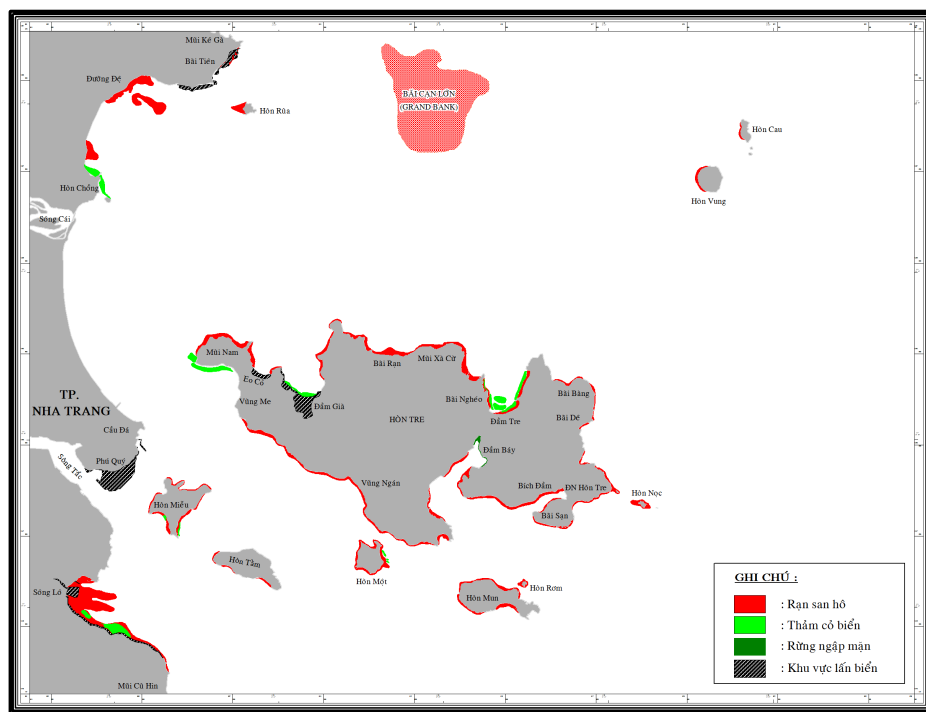 Mũi Kê Gà
Bãi Tiên
Đường Đệ
Hòn Rùa
BÃI CẠN LỚN
(GRAND BANK)
Hòn Cau
Hòn Vung
Hòn Chồng
Sông Cái
Mũi Nam
Eo Cỏ
Vũng Me
Đầm Già
Bãi Rạn
Mũi Xà Cừ
Bãi Nghéo
Đầm Tre
Bãi Bàng
Bãi Dế
HÒN TRE
TP.
NHA TRANG
Cầu Đá
Phú Quý
Sông Tắc
Đầm Bấy
Vũng Ngán
Bích Đầm
ĐN Hòn Tre
Hòn Nọc
Bãi Sạn
Hòn Miễu
Hòn Tằm
Hòn Một
Hòn Mun
Hòn Rơm
Sông Lô
Mũi Cù Hin
GHI CHÚ :
: Rạn san hô
: Thảm cỏ biển
: Rừng ngập mặn
: Khu vực lấn biển